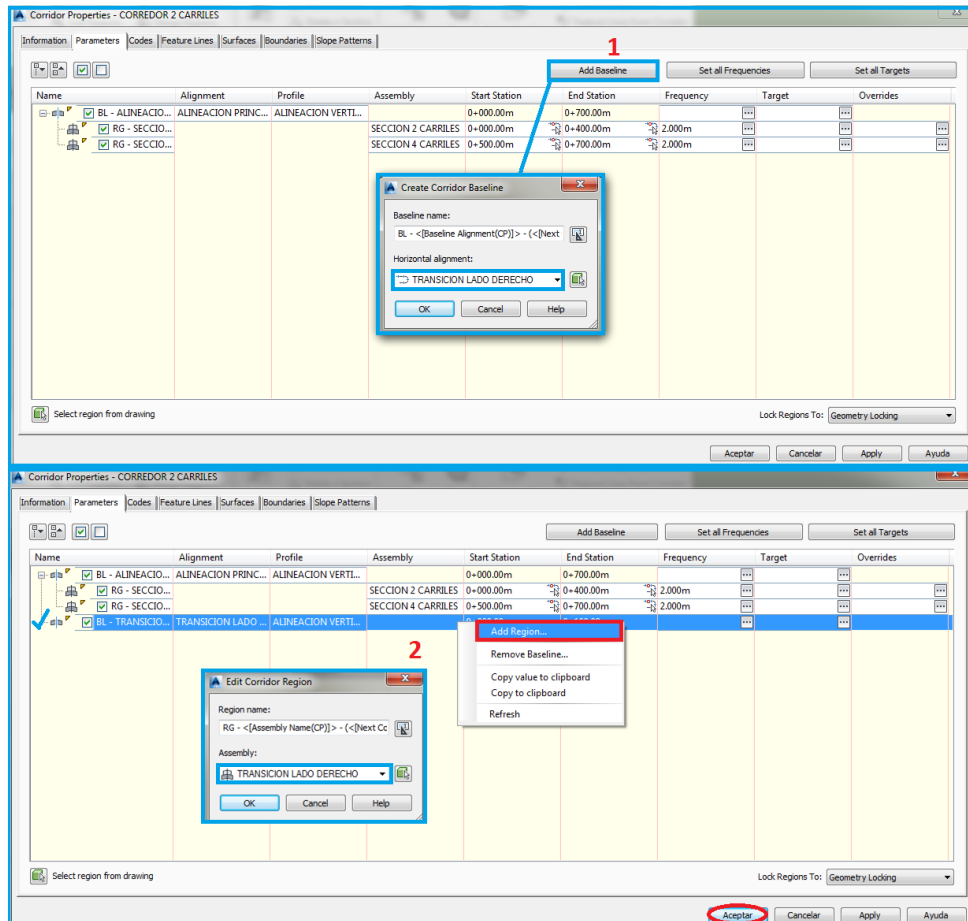 Corridor Properties - CORREDOR 2 CARRILES
Information Parameters Codes Feature Lines Surfaces Boundaries Slope Patterns
1
Add Baseline Set all Frequencies Set all Targets
Name Alignment Profile Assembly Start Station End Station Frequency Target Overrides
BL - ALINEACIO... ALINEACION PRINC... ALINEACION VERTI... 0+000.00m 0+700.00m
RG - SECCIO... SECCION 2 CARRILES 0+000.00m 0+400.00m 2.000m
RG - SECCIO... SECCION 4 CARRILES 0+500.00m 0+700.00m 2.000m
Create Corridor Baseline
Baseline name:
BL - <[Baseline Alignment(CP)]> - (<[Next
Horizontal alignment:
TRANSICION LADO DERECHO
OK Cancel Help
Select region from drawing
Lock Regions To: Geometry Locking
Aceptar Cancelar Apply Ayuda
Corridor Properties - CORREDOR 2 CARRILES
Information Parameters Codes Feature Lines Surfaces Boundaries Slope Patterns
Add Baseline Set all Frequencies Set all Targets
Name Alignment Profile Assembly Start Station End Station Frequency Target Overrides
BL - ALINEACIO... ALINEACION PRINC... ALINEACION VERTI... 0+000.00m 0+700.00m
RG - SECCIO... SECCION 2 CARRILES 0+000.00m 0+400.00m 2.000m
RG - SECCIO... SECCION 4 CARRILES 0+500.00m 0+700.00m 2.000m
BL - TRANSICIO... TRANSICION LADO ... ALINEACION VERTI...
Add Region...
Remove Baseline...
Copy value to clipboard
Copy to clipboard
Refresh
2
Edit Corridor Region
Region name:
RG - <[Assembly Name(CP)]> - (<[Next Cc
Assembly:
TRANSICION LADO DERECHO
OK Cancel Help
Select region from drawing
Lock Regions To: Geometry Locking
Aceptar Cancelar Apply Ayuda